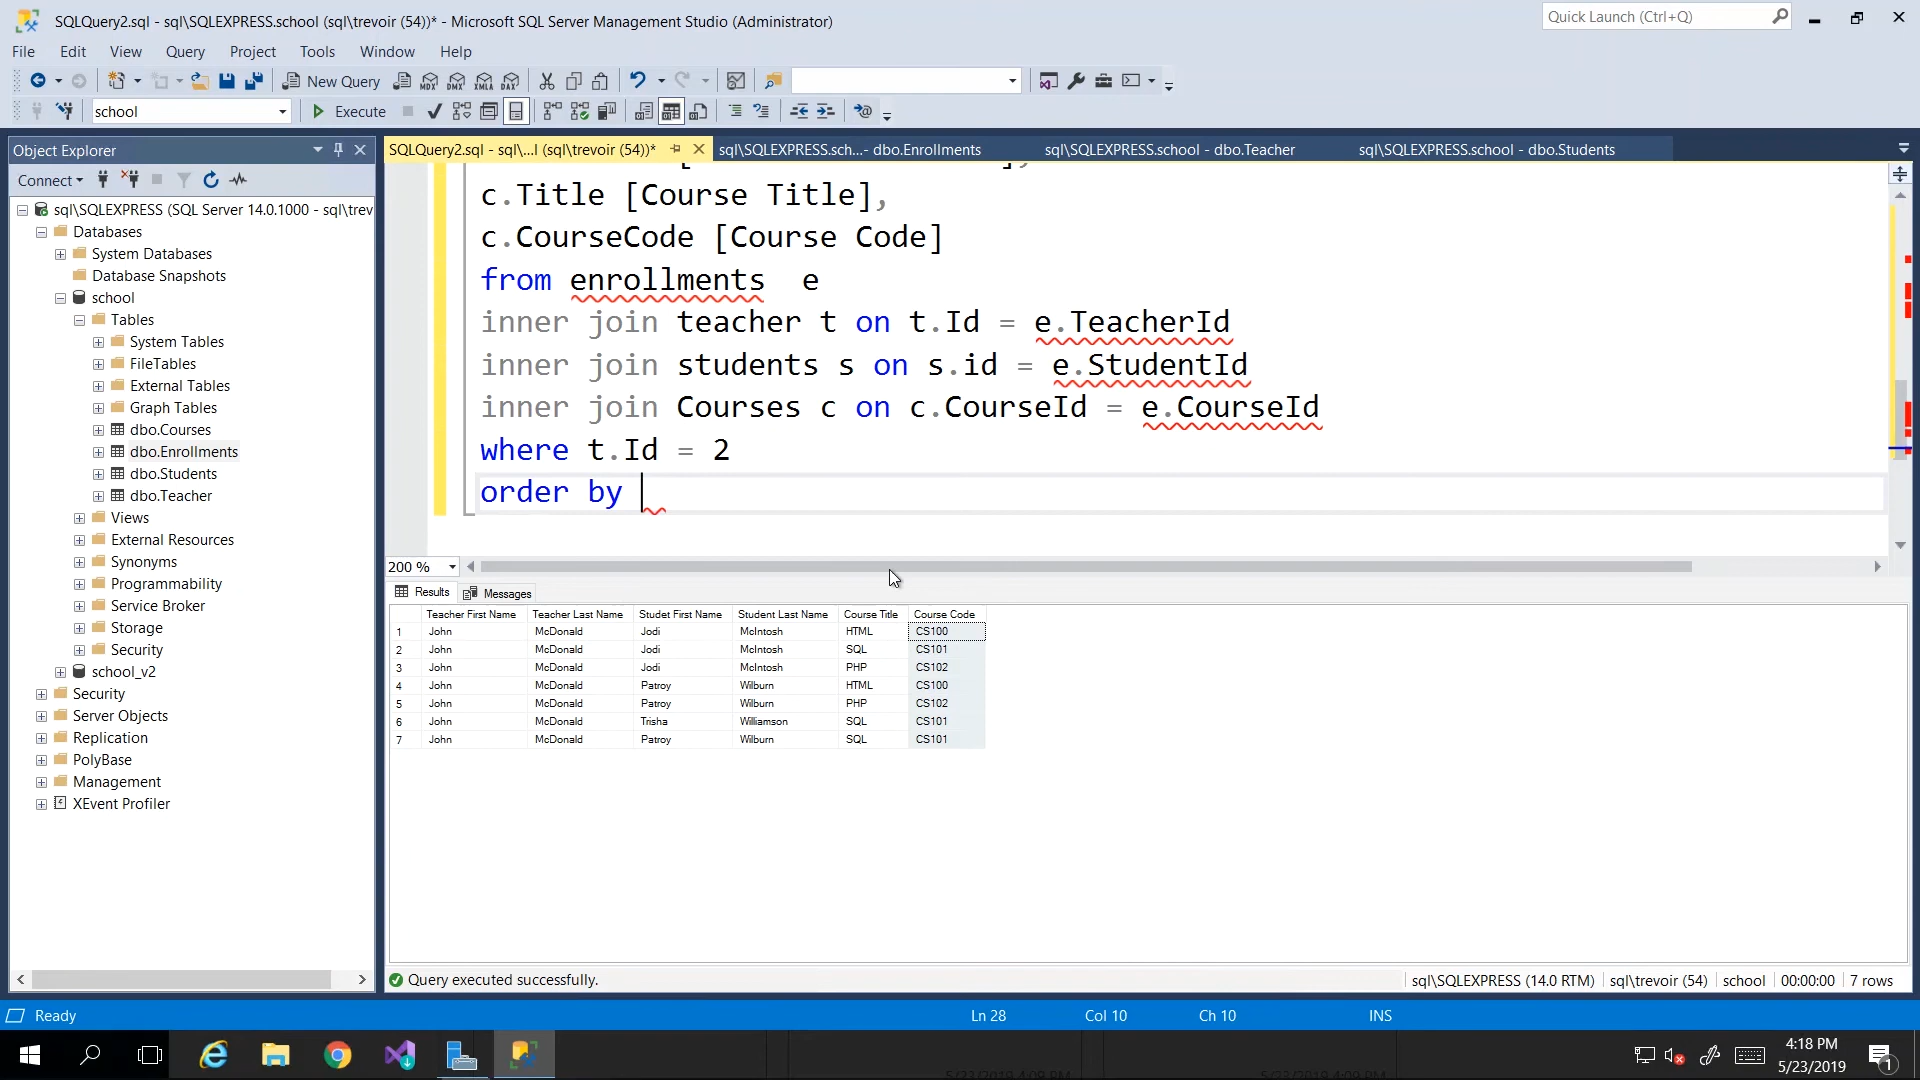 SQLQuery2.sql - sql\SQLEXPRESS.school (sql\trevoir (54))* - Microsoft SQL Server Management Studio (Administrator)
Quick Launch (Ctrl+Q)
File Edit View Query Project Tools Window Help
New Query MDX DMX XMLA DAX
school Execute
Object Explorer
SQLQuery2.sql - sql\...l (sql\trevoir (54))*
sql\SQLEXPRESS.sch...- dbo.Enrollments
sql\SQLEXPRESS.school - dbo.Teacher
sql\SQLEXPRESS.school - dbo.Students
Connect
sql\SQLEXPRESS (SQL Server 14.0.1000 - sql\trev
Databases
System Databases
Database Snapshots
school
Tables
System Tables
FileTables
External Tables
Graph Tables
dbo.Courses
dbo.Enrollments
dbo.Students
dbo.Teacher
Views
External Resources
Synonyms
Programmability
Service Broker
Storage
Security
school_v2
Security
Server Objects
Replication
PolyBase
Management
XEvent Profiler
c.Title [Course Title],
c.CourseCode [Course Code]
from enrollments  e
inner join teacher t on t.Id = e.TeacherId
inner join students s on s.id = e.StudentId
inner join Courses c on c.CourseId = e.CourseId
where t.Id = 2
order by
200 %
Results Messages
Teacher First Name Teacher Last Name Studet First Name Student Last Name Course Title Course Code
1 John McDonald Jodi McIntosh HTML CS100
2 John McDonald Jodi McIntosh SQL CS101
3 John McDonald Jodi McIntosh PHP CS102
4 John McDonald Patroy Wilburn HTML CS100
5 John McDonald Patroy Wilburn PHP CS102
6 John McDonald Trisha Williamson SQL CS101
7 John McDonald Patroy Wilburn SQL CS101
Query executed successfully.
sql\SQLEXPRESS (14.0 RTM) sql\trevoir (54) school 00:00:00 7 rows
Ready Ln 28 Col 10 Ch 10 INS
4:18 PM
5/23/2019
1